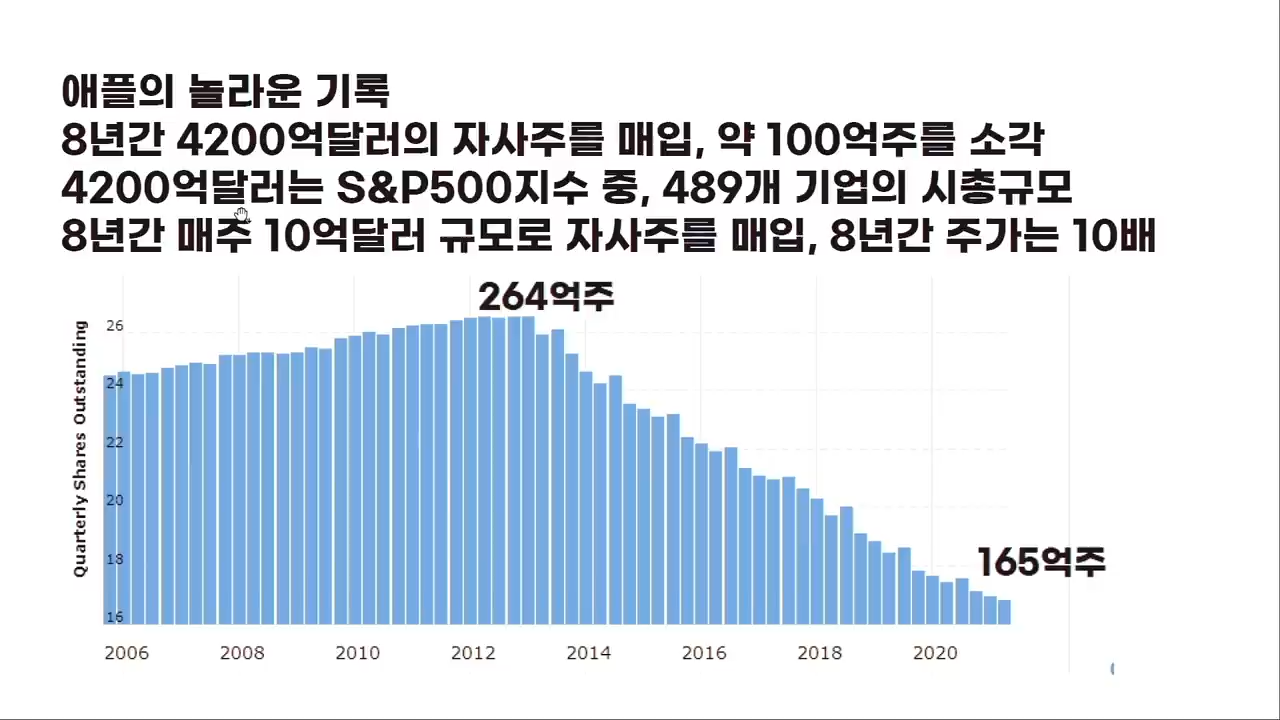 애플의 놀라운 기록
8년간 4200억달러의 자사주를 매입, 약 100억주를 소각
4200억달러는 S&P500지수 중, 489개 기업의 시총규모
8년간 매주 10억달러 규모로 자사주를 매입, 8년간 주가는 10배
264억주
Quarterly Shares Outstanding
26
24
22
20
18
16
165억주
2006 2008 2010 2012 2014 2016 2018 2020